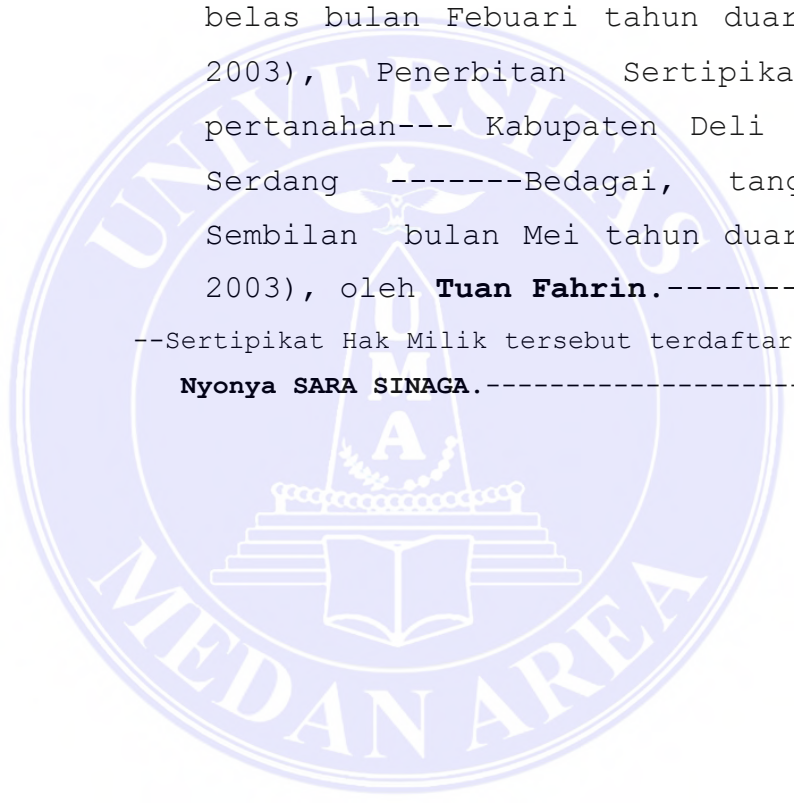 belas bulan Febuari tahun duar
2003), Penerbitan Sertipika
pertanahan--- Kabupaten Deli
Serdang -------Bedagai, tang
Sembilan bulan Mei tahun duar
2003), oleh Tuan Fahrin.--------
--Sertipikat Hak Milik tersebut terdaftar
Nyonya SARA SINAGA.--------------------
UNIVERSITAS
UMA
MEDAN AREA